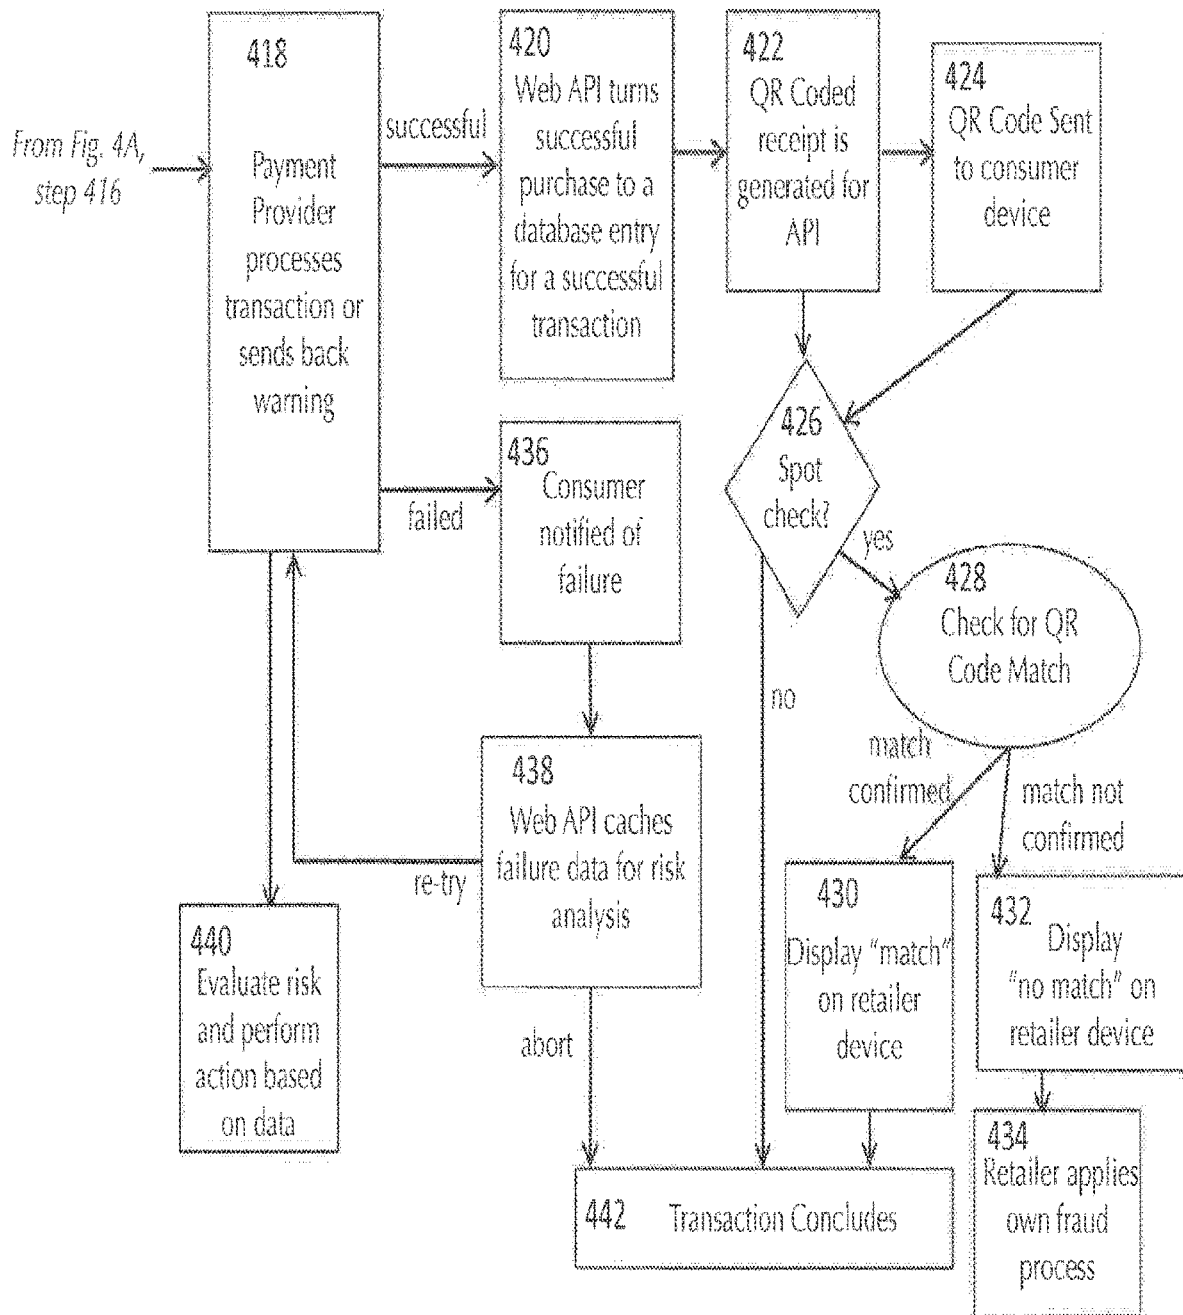 From Fig. 4A,
step 416
418
Payment
Provider
processes
transaction or
sends back
warning
successful
420
Web API turns
successful
purchase to a
database entry
for a successful
transaction
422
QR Coded
receipt is
generated for
API
424
QR Code Sent
to consumer
device
failed
436
Consumer
notified of
failure
426
Spot
check?
yes
no
428
Check for QR
Code Match
match
confirmed
match not
confirmed
438
Web API caches
failure data for risk
analysis
re-try
abort
440
Evaluate risk
and perform
action based
on data
430
Display "match"
on retailer
device
432
Display
"no match" on
retailer device
434
Retailer applies
own fraud
process
442 Transaction Concludes